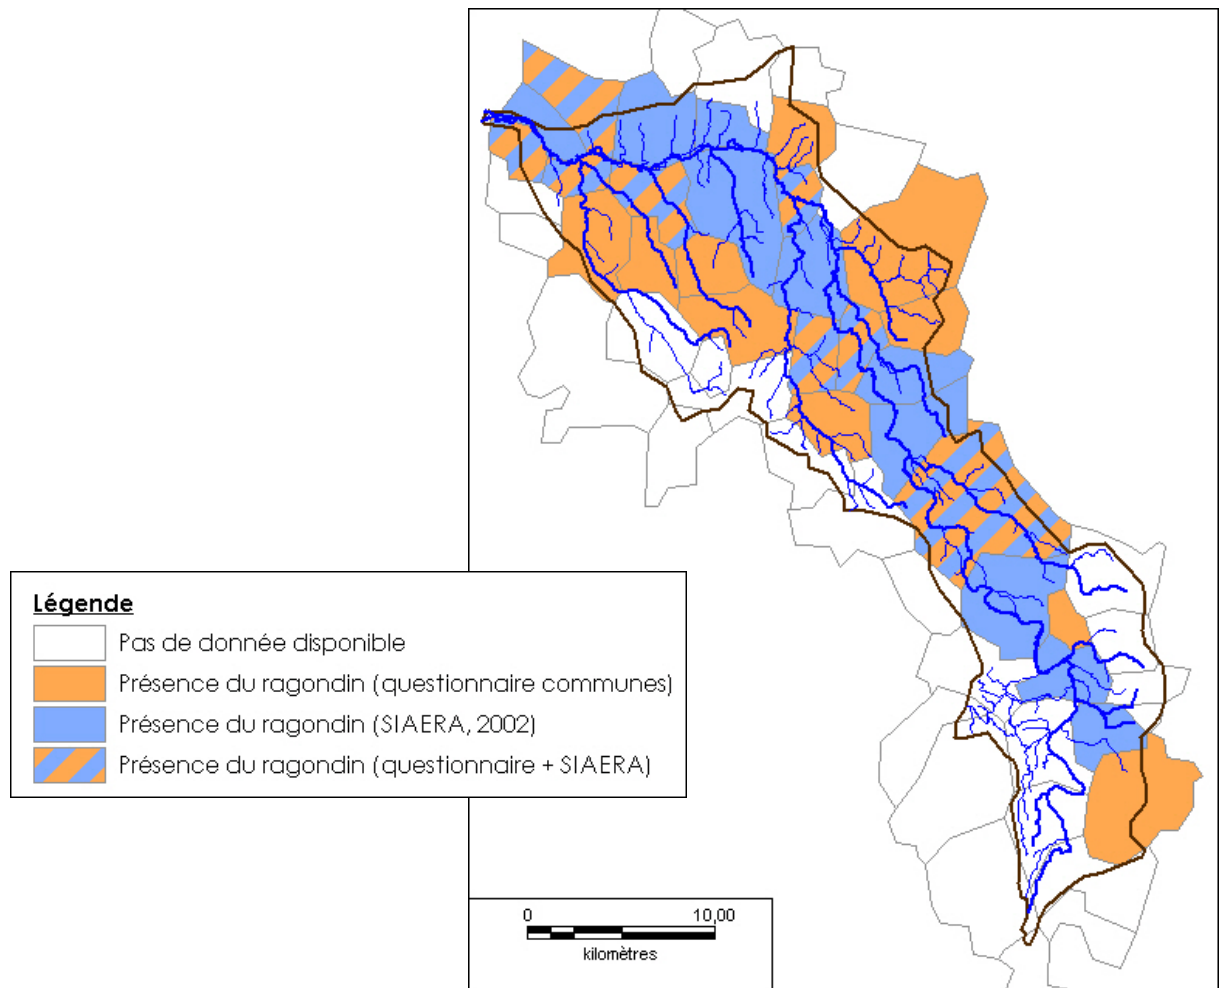 Légende
Pas de donnée disponible
Présence du ragondin (questionnaire communes)
Présence du ragondin (SIAERA, 2002)
Présence du ragondin (questionnaire + SIAERA)
0 10,00
kilomètres